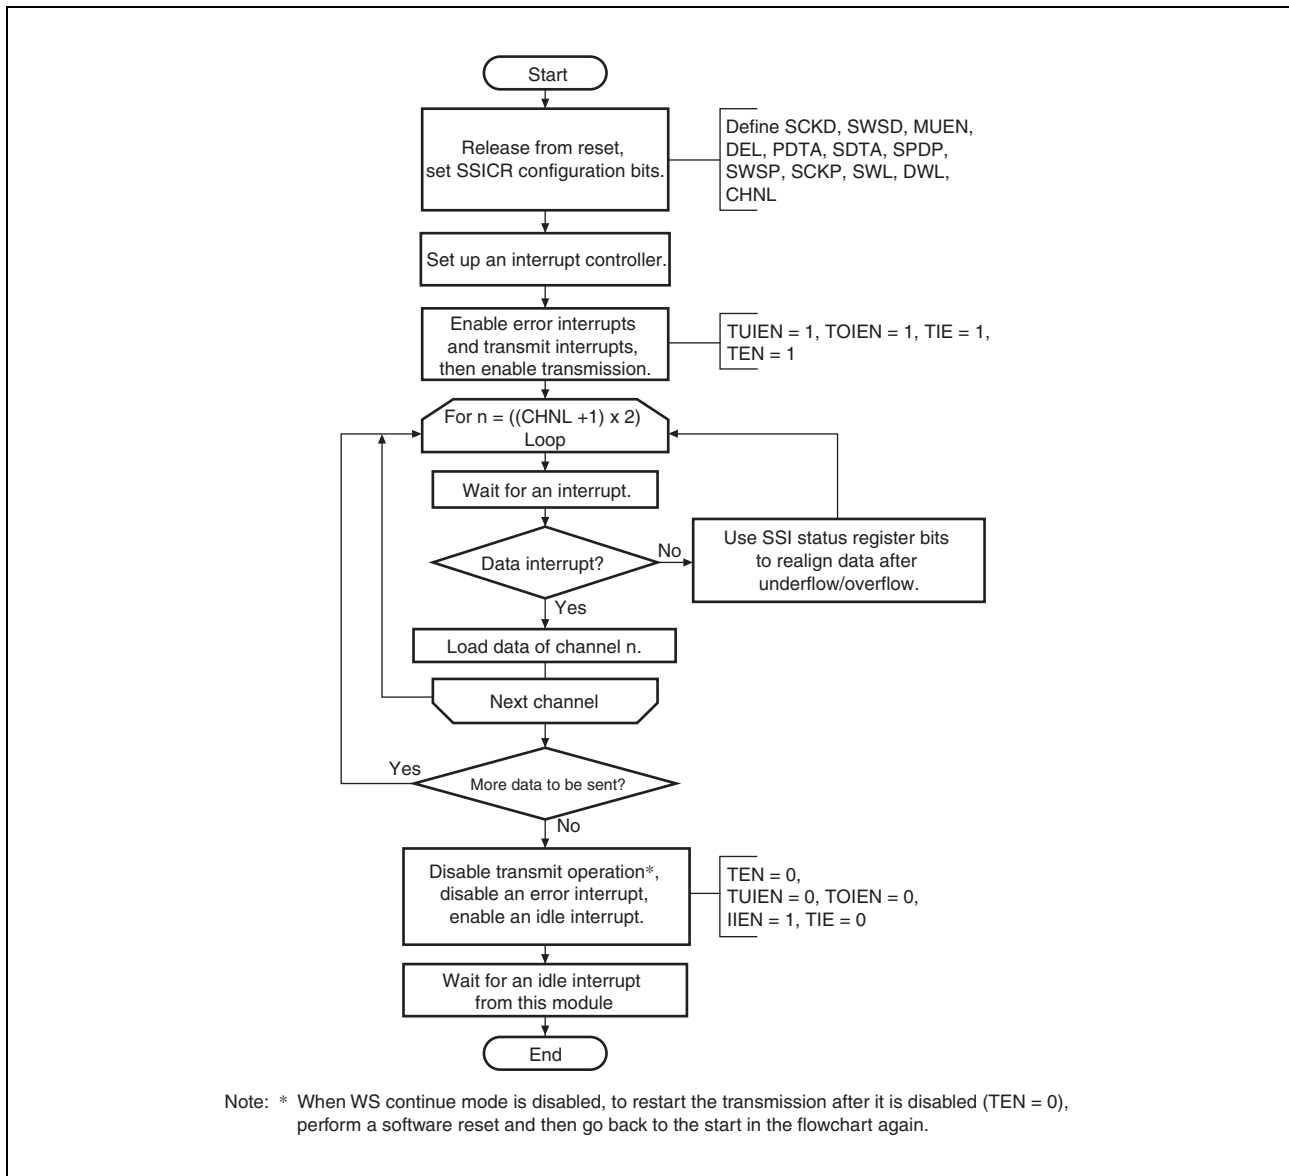 Start
Release from reset,
set SSICR configuration bits.
Define SCKD, SWSD, MUEN,
DEL, PDTA, SDTA, SPDP,
SWSP, SCKP, SWL, DWL,
CHNL
Set up an interrupt controller.
Enable error interrupts
and transmit interrupts,
then enable transmission.
TUIEN = 1, TOIEN = 1, TIE = 1,
TEN = 1
For n = ((CHNL +1) x 2)
Loop
Wait for an interrupt.
Data interrupt?
No
Use SSI status register bits
to realign data after
underflow/overflow.
Yes
Load data of channel n.
Next channel
Yes
More data to be sent?
No
Disable transmit operation*,
disable an error interrupt,
enable an idle interrupt.
TEN = 0,
TUIEN = 0, TOIEN = 0,
IIEN = 1, TIE = 0
Wait for an idle interrupt
from this module
End
Note: * When WS continue mode is disabled, to restart the transmission after it is disabled (TEN = 0),
perform a software reset and then go back to the start in the flowchart again.